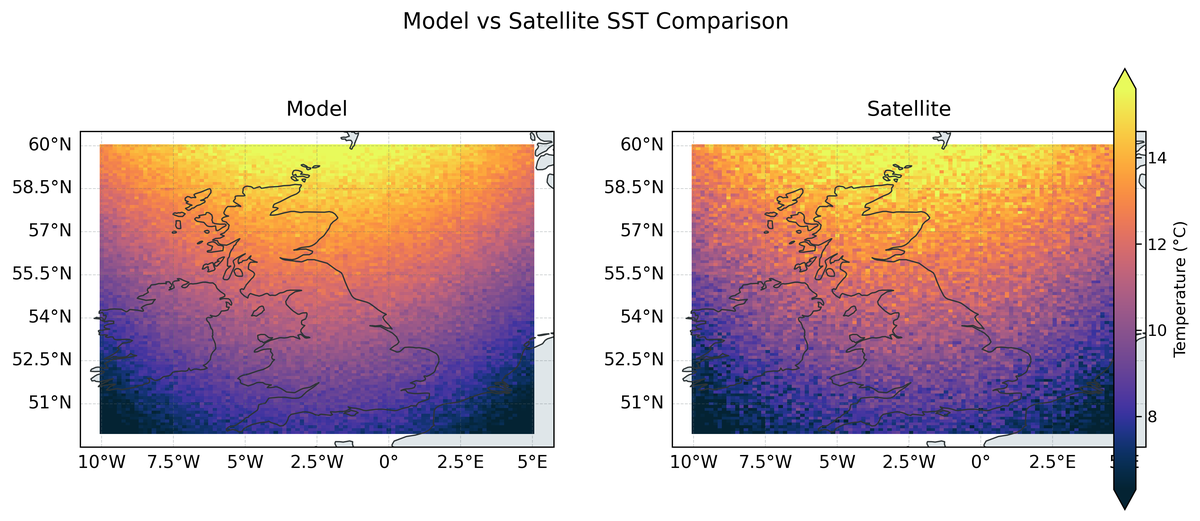 Model vs Satellite SST Comparison
Model
60°N
58.5°N
57°N
55.5°N
54°N
52.5°N
51°N
10°W 7.5°W 5°W 2.5°W 0° 2.5°E 5°E
Satellite
60°N
58.5°N
57°N
55.5°N
54°N
52.5°N
51°N
10°W 7.5°W 5°W 2.5°W 0° 2.5°E
14
12
10
8
Temperature (°C)